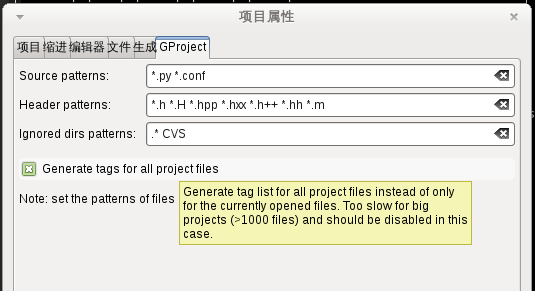 项目属性
项目 缩进 编辑器 文件 生成 GProject
Source patterns: *.py *.conf
Header patterns: *.h *.H *.hpp *.hxx *.h++ *.hh *.m
Ignored dirs patterns: .* CVS
Generate tags for all project files
Note: set the patterns of files
Generate tag list for all project files instead of only
for the currently opened files. Too slow for big
projects (>1000 files) and should be disabled in this
case.